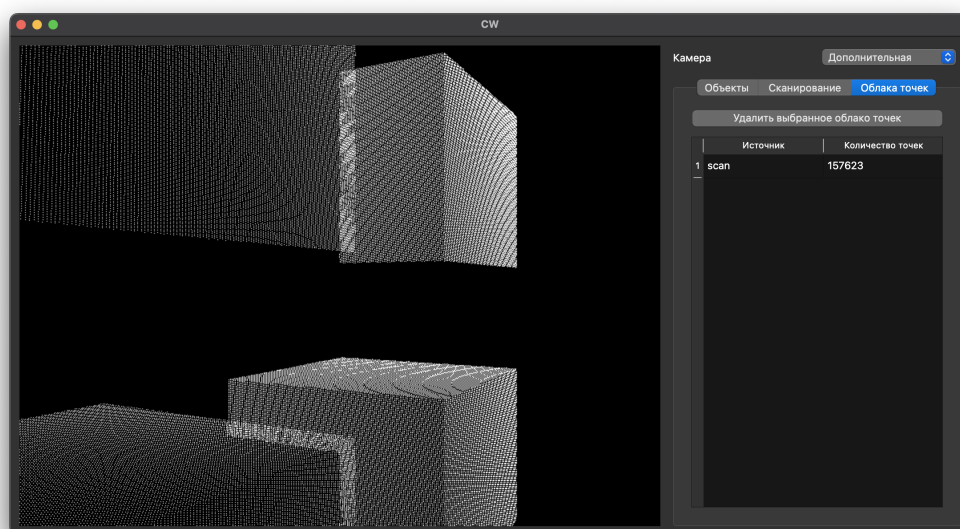 CW
Камера
Дополнительная
Объекты Сканирование Облака точек
Удалить выбранное облако точек
Источник Количество точек
1 scan 157623